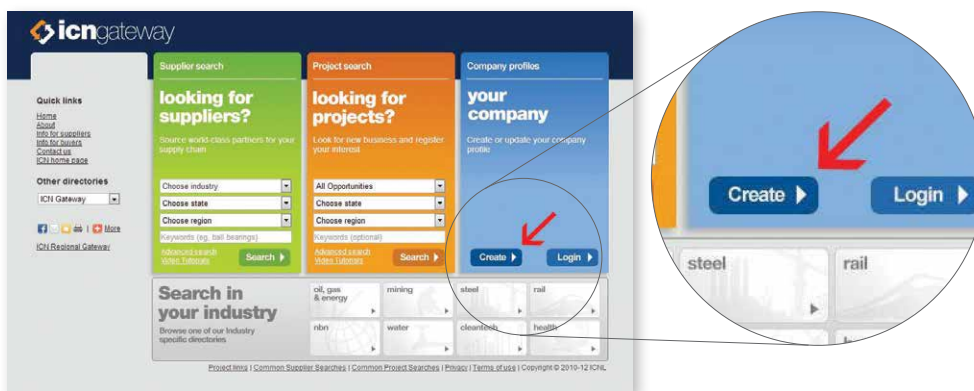 icngateway
Quick links
Home
About
Info for suppliers
Info for buyers
Contact us
ICN home page
Other directories
ICN Gateway
More
ICN Regional Gateway
Supplier search
looking for
suppliers?
Source world class partners for your
supply chain
Choose industry
Choose state
Choose region
Keywords (eg, ball bearings)
Advanced search
Video Tutorials
Search
Project search
looking for
projects?
Look for new business and register
your interest
All Opportunities
Choose state
Choose region
Keywords (optional)
Advanced search
Video Tutorials
Search
Company profiles
your
company
Create or update your company
profile
Create
Login
Search in
your industry
Browse one of our Industry
specific directories
oil, gas
& energy
mining
steel
rail
nbn
water
cleantech
health
Project links | Common Supplier Searches | Common Project Searches | Privacy | Terms of use | Copyright © 2010-12 ICNL
Create
Login
steel
rail